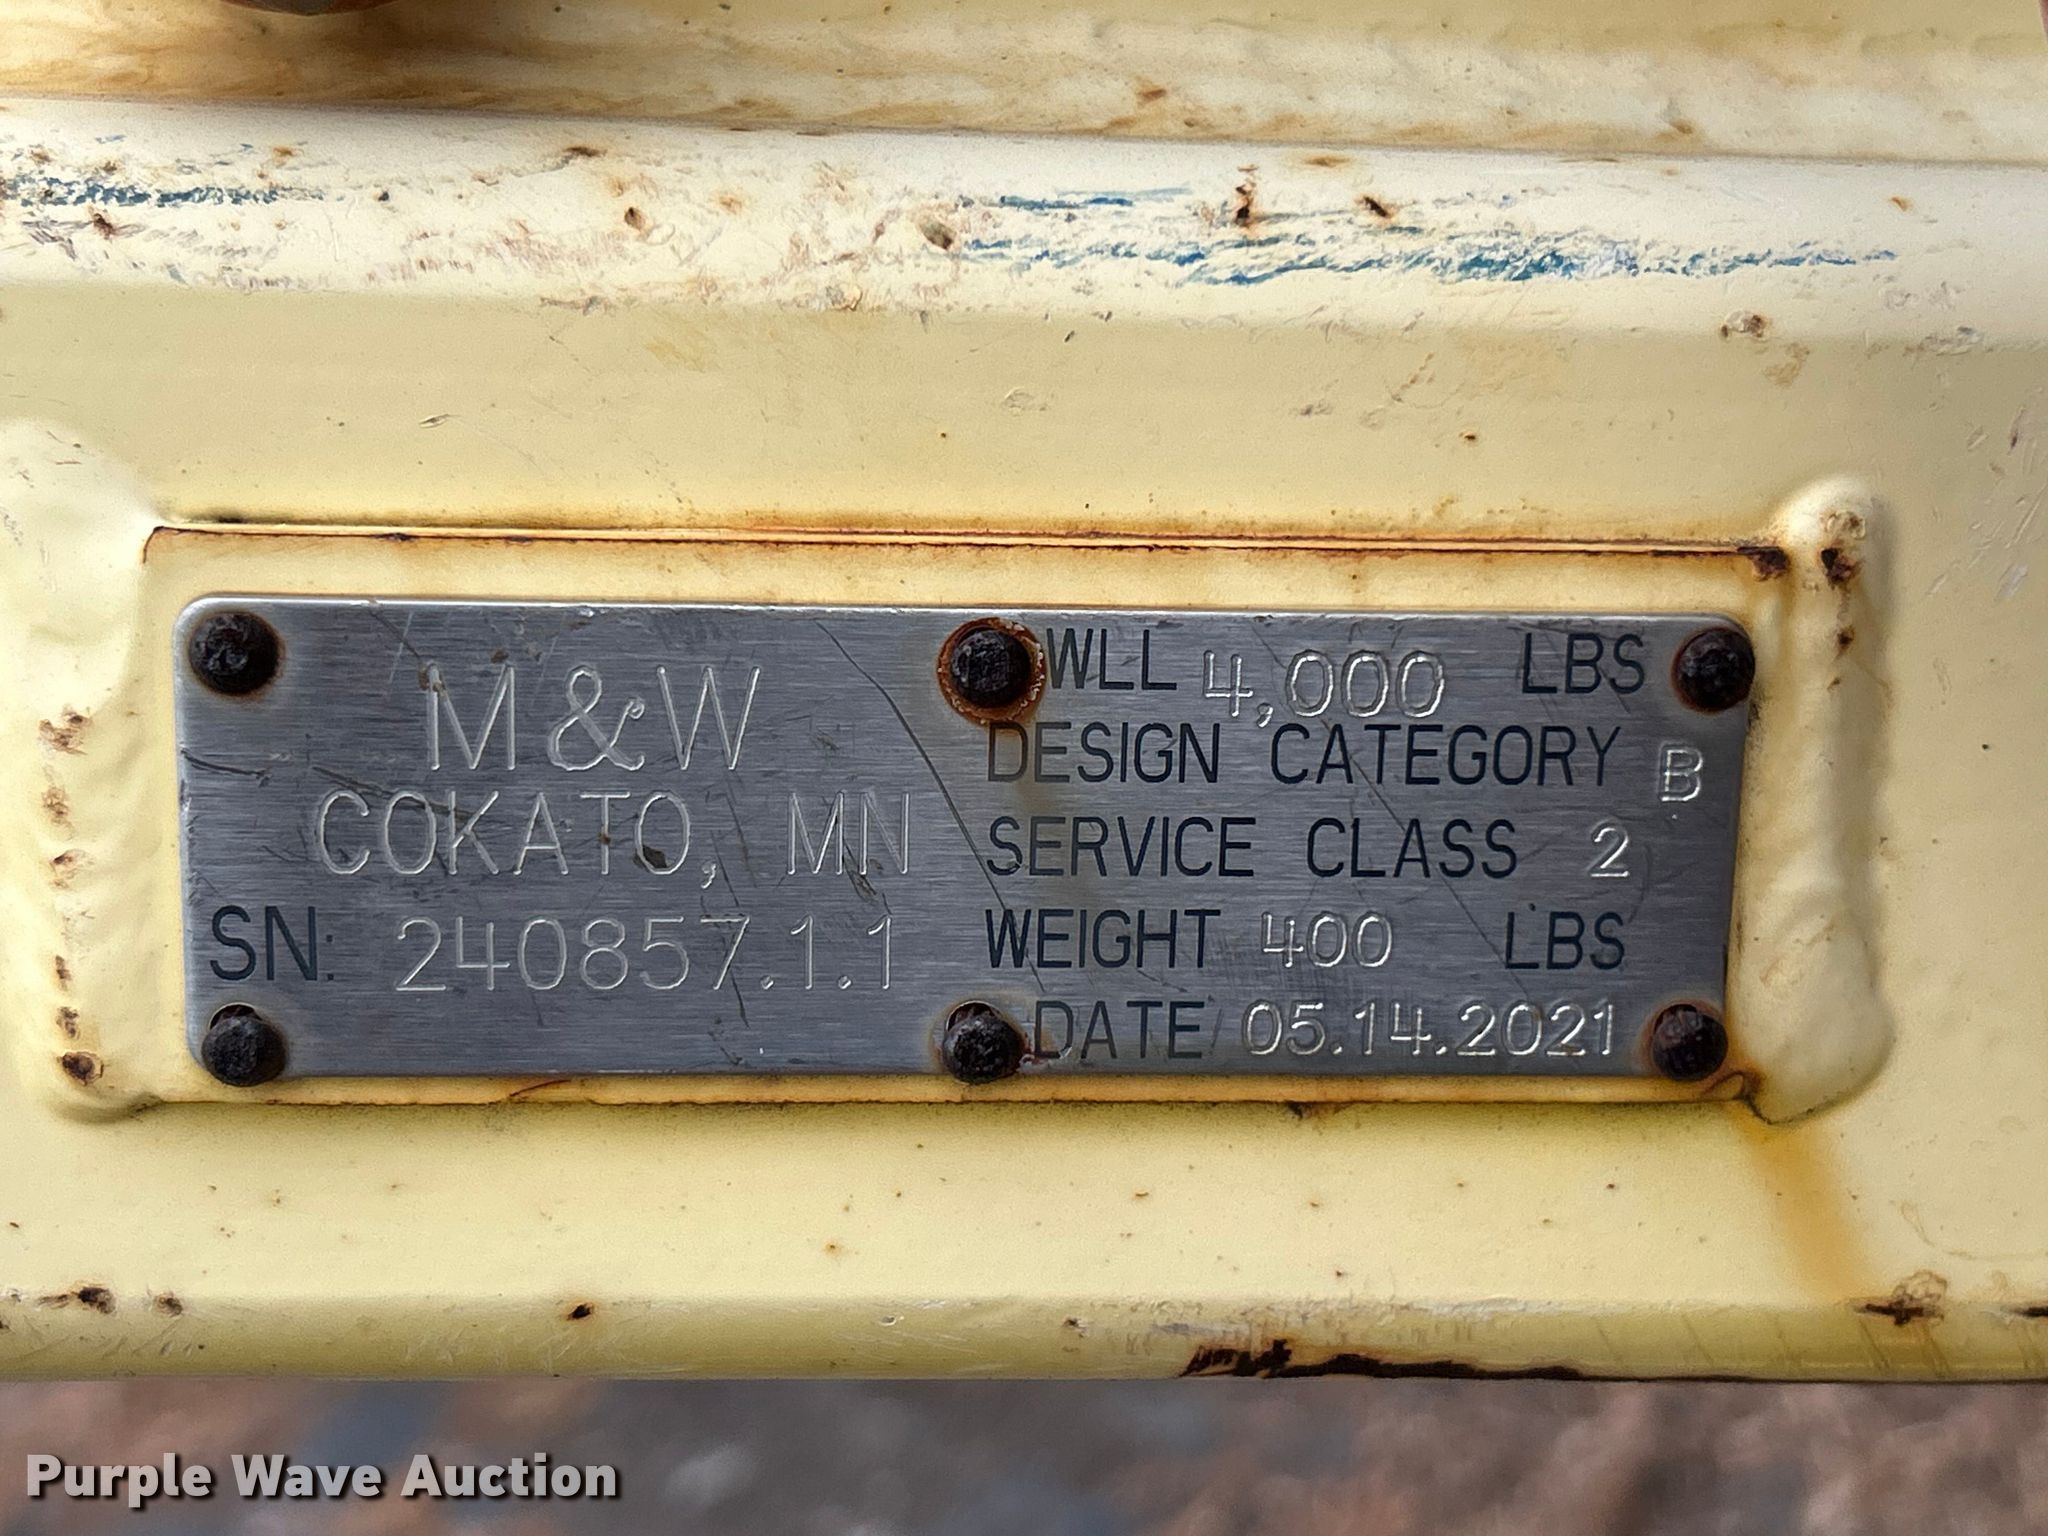 M & W
COKATO, MN
SN: 240857.1.1
WLL 4,000 LBS
DESIGN CATEGORY B
SERVICE CLASS 2
WEIGHT 400 LBS
DATE 05.14.2021
Purple Wave Auction